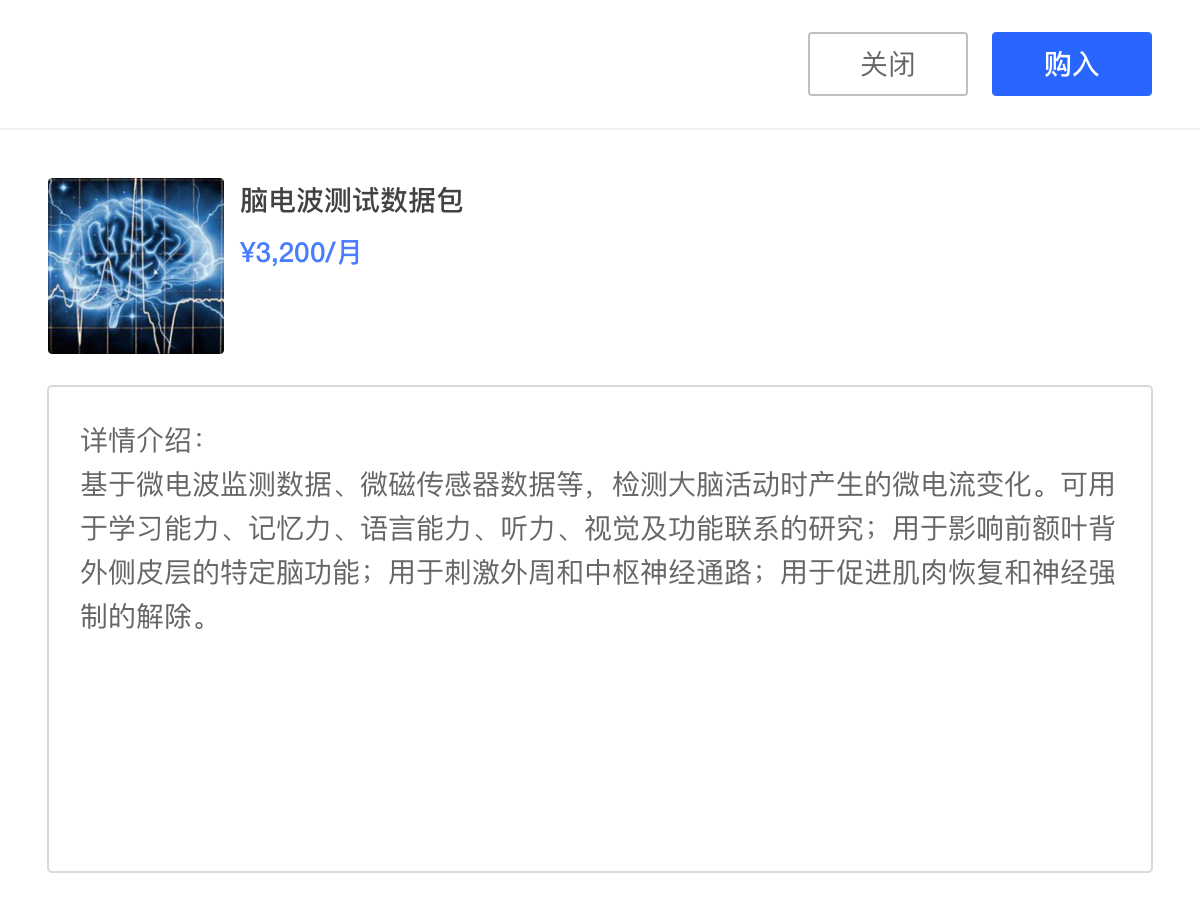 关闭
购入
脑电波测试数据包
¥3,200/月
详情介绍：
基于微电波监测数据、微磁传感器数据等，检测大脑活动时产生的微电流变化。可用
于学习能力、记忆力、语言能力、听力、视觉及功能联系的研究；用于影响前额叶背
外侧皮层的特定脑功能；用于刺激外周和中枢神经通路；用于促进肌肉恢复和神经强
制的解除。